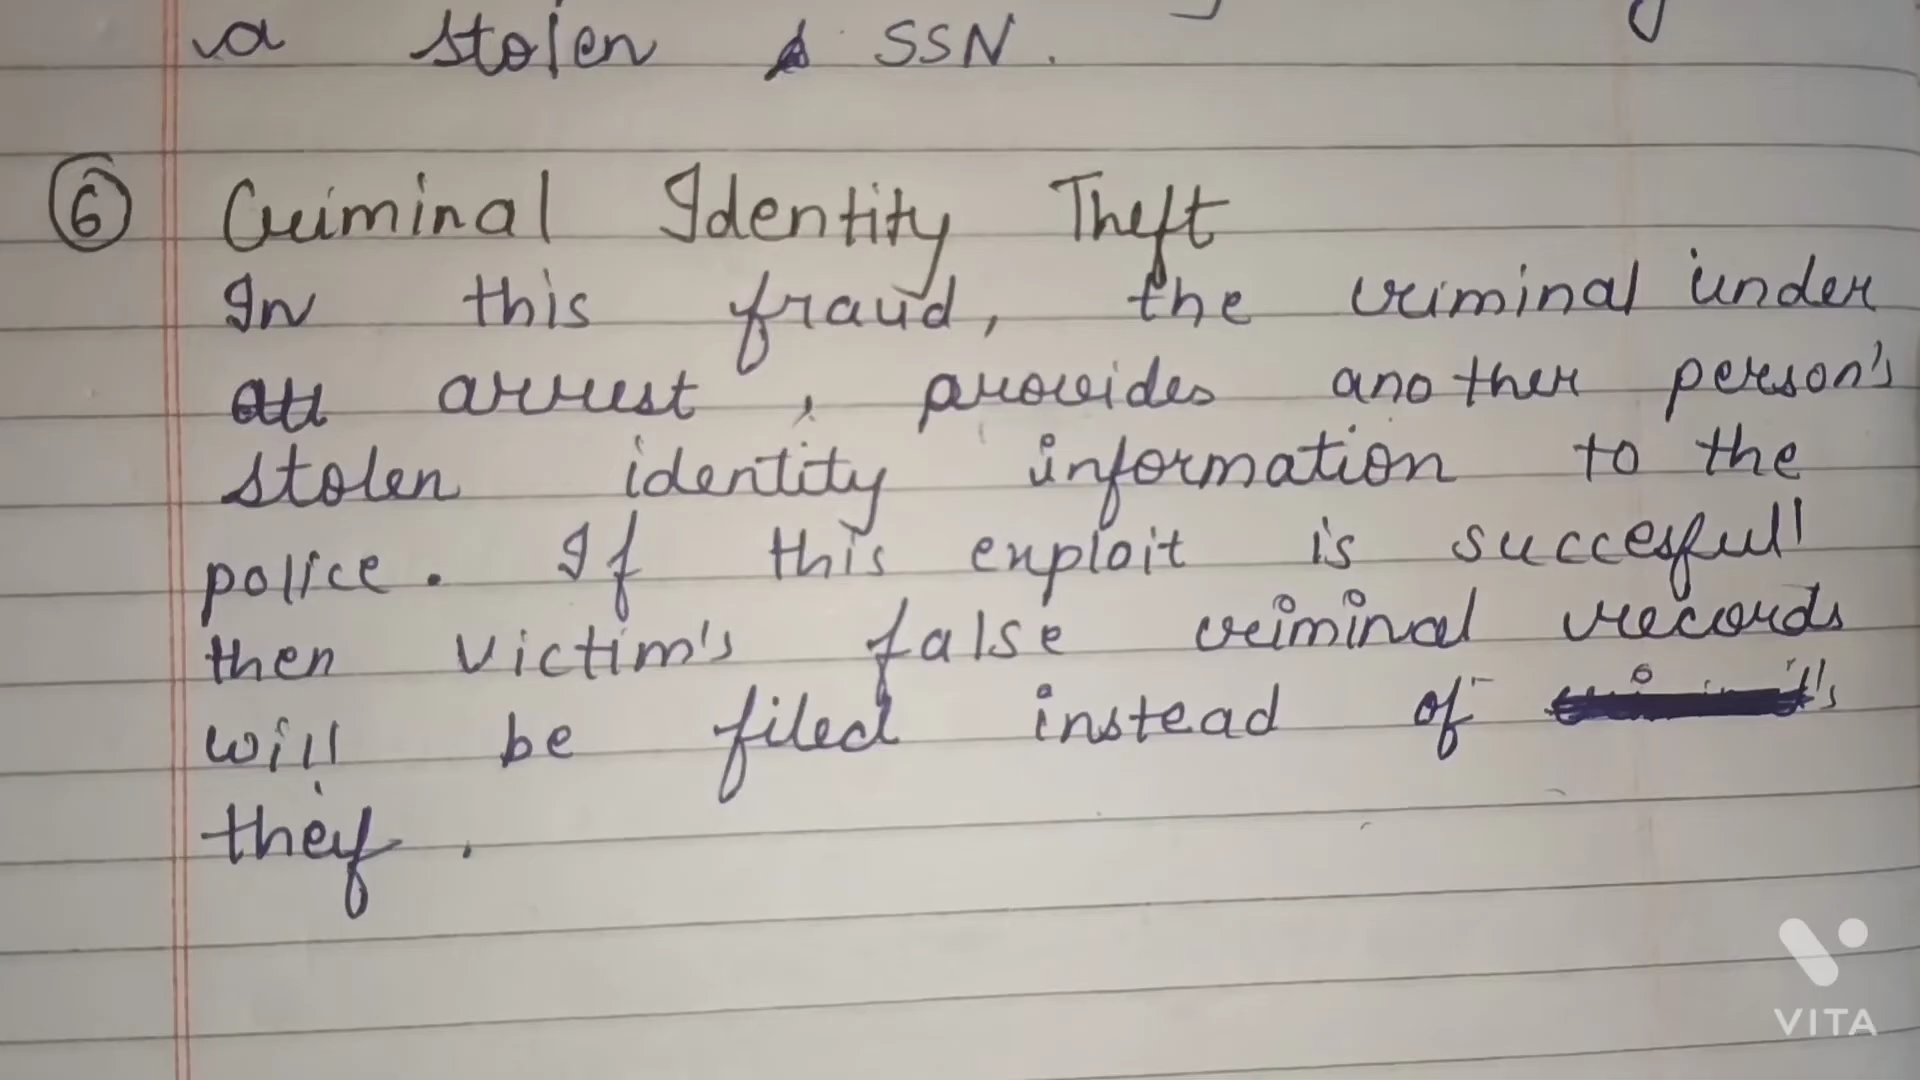 a stolen SSN.
⑥ Criminal Identity Theft
In this fraud, the criminal under
arrest, provides another person's
stolen identity information to the
police. If this exploit is succesfull
then victim's false criminal records
will be filed instead of
theif.
VITA